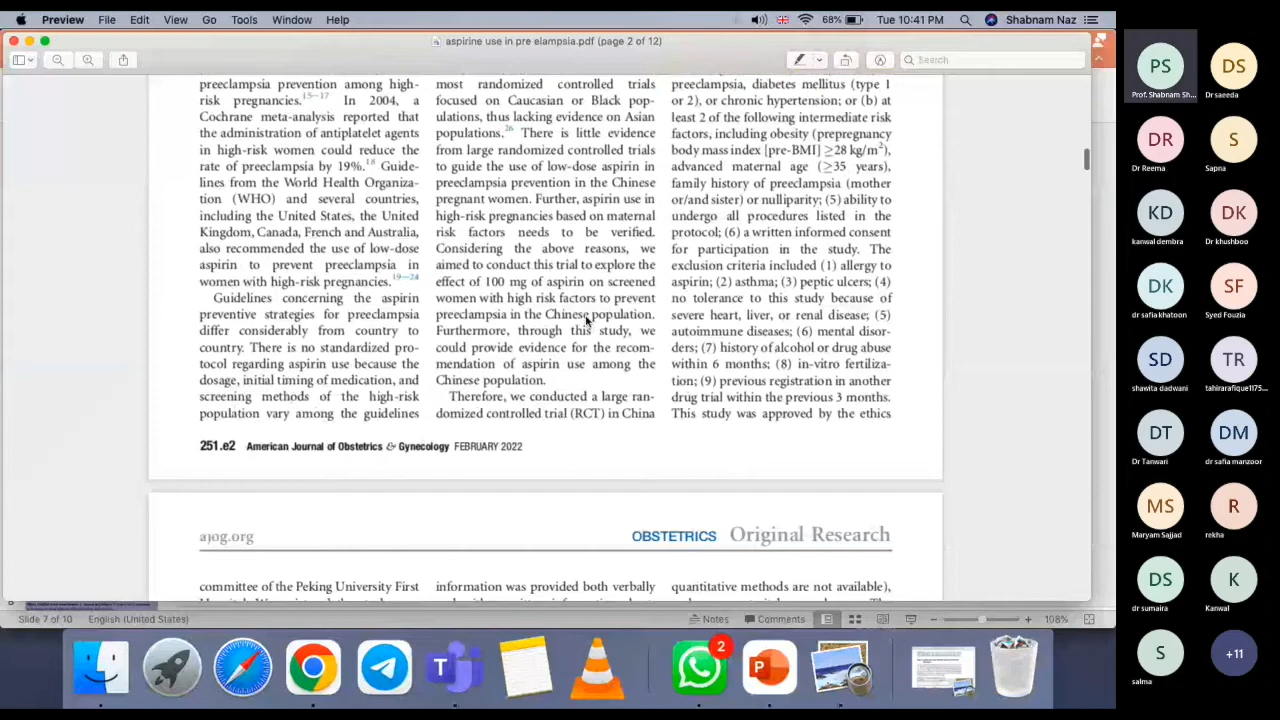 Preview File Edit View Go Tools Window Help
68% Tue 10:41 PM Shabnam Naz
aspirine use in pre elampsia.pdf (page 2 of 12)
Search
preeclampsia prevention among high-
risk pregnancies.15–17 In 2004, a
Cochrane meta-analysis reported that
the administration of antiplatelet agents
in high-risk women could reduce the
rate of preeclampsia by 19%.18 Guide-
lines from the World Health Organiza-
tion (WHO) and several countries,
including the United States, the United
Kingdom, Canada, French and Australia,
also recommended the use of low-dose
aspirin to prevent preeclampsia in
women with high-risk pregnancies.19–24
Guidelines concerning the aspirin
preventive strategies for preeclampsia
differ considerably from country to
country. There is no standardized pro-
tocol regarding aspirin use because the
dosage, initial timing of medication, and
screening methods of the high-risk
population vary among the guidelines
most randomized controlled trials
focused on Caucasian or Black pop-
ulations, thus lacking evidence on Asian
populations.26 There is little evidence
from large randomized controlled trials
to guide the use of low-dose aspirin in
preeclampsia prevention in the Chinese
pregnant women. Further, aspirin use in
high-risk pregnancies based on maternal
risk factors needs to be verified.
Considering the above reasons, we
aimed to conduct this trial to explore the
effect of 100 mg of aspirin on screened
women with high risk factors to prevent
preeclampsia in the Chinese population.
Furthermore, through this study, we
could provide evidence for the recom-
mendation of aspirin use among the
Chinese population.
Therefore, we conducted a large ran-
domized controlled trial (RCT) in China
preeclampsia, diabetes mellitus (type 1
or 2), or chronic hypertension; or (b) at
least 2 of the following intermediate risk
factors, including obesity (prepregnancy
body mass index [pre-BMI] ≥28 kg/m2),
advanced maternal age (≥35 years),
family history of preeclampsia (mother
or/and sister) or nulliparity; (5) ability to
undergo all procedures listed in the
protocol; (6) a written informed consent
for participation in the study. The
exclusion criteria included (1) allergy to
aspirin; (2) asthma; (3) peptic ulcers; (4)
no tolerance to this study because of
severe heart, liver, or renal disease; (5)
autoimmune diseases; (6) mental disor-
ders; (7) history of alcohol or drug abuse
within 6 months; (8) in-vitro fertiliza-
tion; (9) previous registration in another
drug trial within the previous 3 months.
This study was approved by the ethics
251.e2 American Journal of Obstetrics & Gynecology FEBRUARY 2022
ajog.org
OBSTETRICS Original Research
committee of the Peking University First
information was provided both verbally
quantitative methods are not available),
Slide 7 of 10 English (United States)
Notes Comments 108%
2
PS
Prof. Shabnam Sh...
DS
Dr saeeda
DR
Dr Reema
S
Sapna
KD
kanwal dembra
DK
Dr khushboo
DK
dr safia khatoon
SF
Syed Fouzia
SD
shawita dadwani
TR
tahirarafique1175...
DT
Dr Tanwari
DM
dr safia manzoor
MS
Maryam Sajjad
R
rekha
DS
dr sumaira
K
Kanwal
S
salma
+11